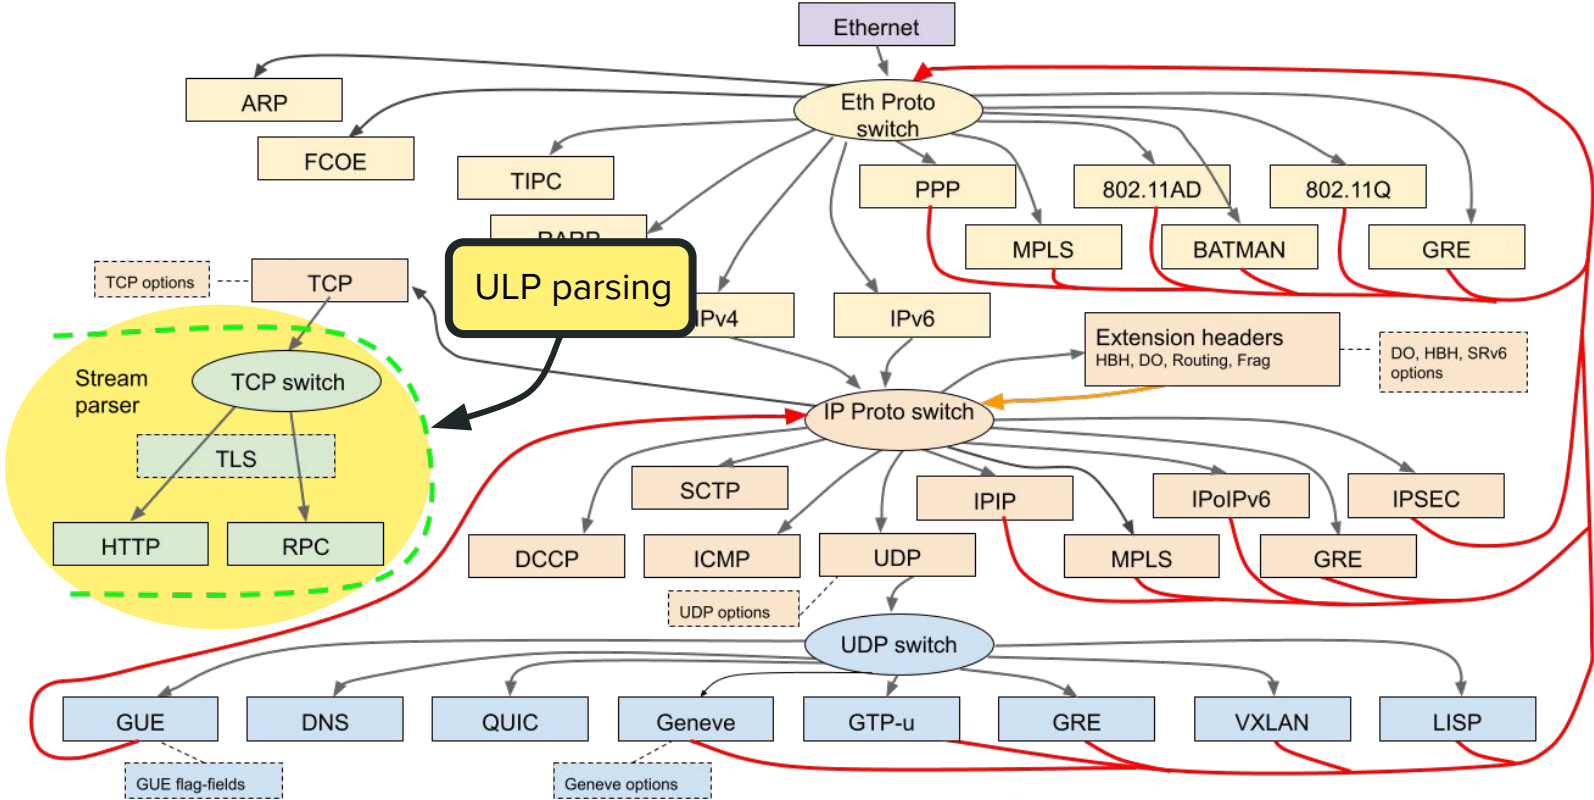 Ethernet
Eth Proto
switch
ARP
FCOE
TIPC
PPP
802.11AD
802.11Q
RARP
MPLS
BATMAN
GRE
TCP options
TCP
ULP parsing
IPv4
IPv6
Extension headers
HBH, DO, Routing, Frag
DO, HBH, SRv6
options
Stream
parser
TCP switch
IP Proto switch
TLS
SCTP
IPIP
IPoIPv6
IPSEC
HTTP
RPC
DCCP
ICMP
UDP
MPLS
GRE
UDP options
UDP switch
GUE
DNS
QUIC
Geneve
GTP-u
GRE
VXLAN
LISP
GUE flag-fields
Geneve options